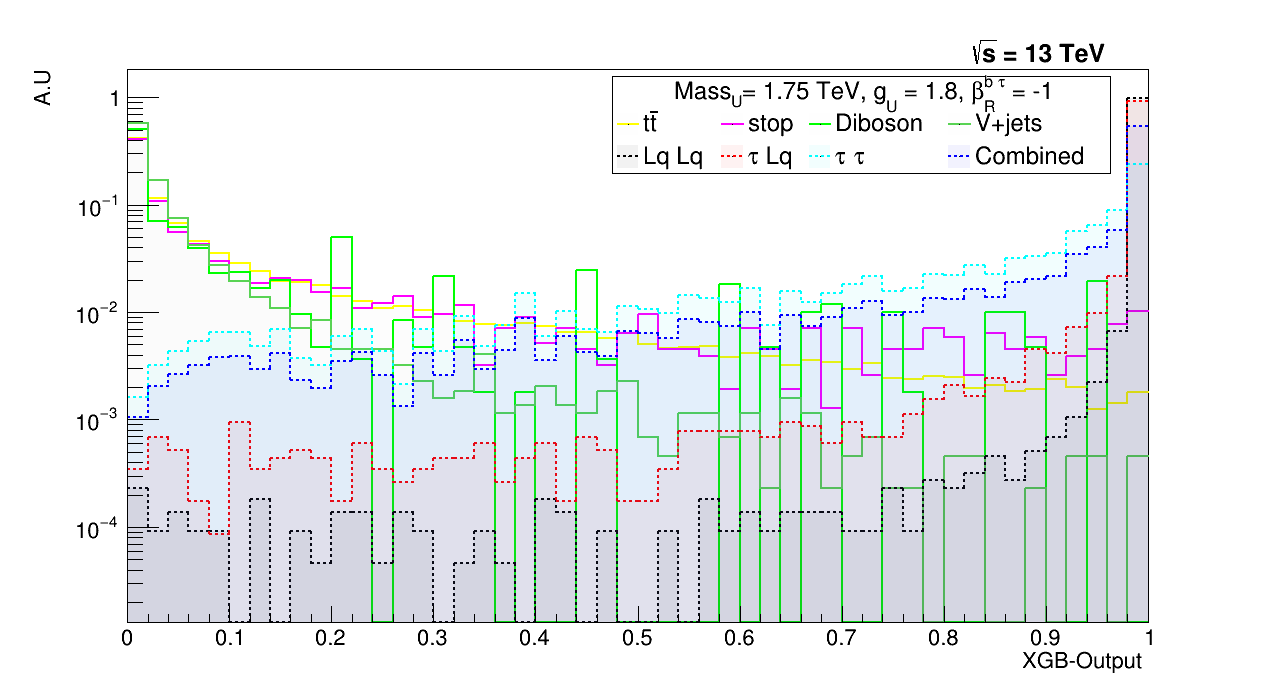 √s = 13 TeV
A.U
Mass_U= 1.75 TeV, g_U = 1.8, β_R^{b τ} = -1
tt̄ stop Diboson V+jets
Lq Lq τ Lq τ τ Combined
1
10⁻¹
10⁻²
10⁻³
10⁻⁴
0 0.1 0.2 0.3 0.4 0.5 0.6 0.7 0.8 0.9 1
XGB-Output